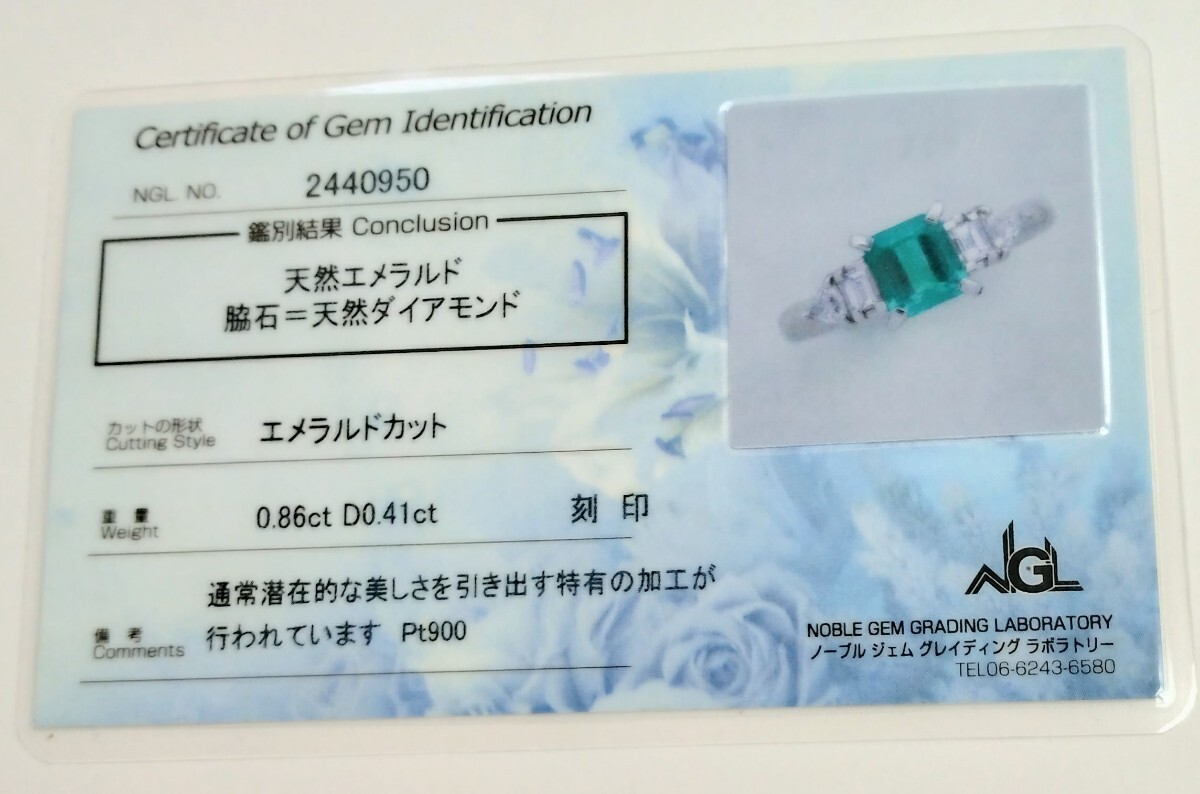 Certificate of Gem Identification
NGL. NO. 2440950
鑑別結果 Conclusion
天然エメラルド
脇石=天然ダイアモンド
カットの形状
Cutting Style エメラルドカット
重量
Weight 0.86ct D0.41ct 刻印
通常潜在的な美しさを引き出す特有の加工が
備考
Comments 行われています Pt900
NGL
NOBLE GEM GRADING LABORATORY
ノーブル ジェム グレイディング ラボラトリー
TEL06-6243-6580